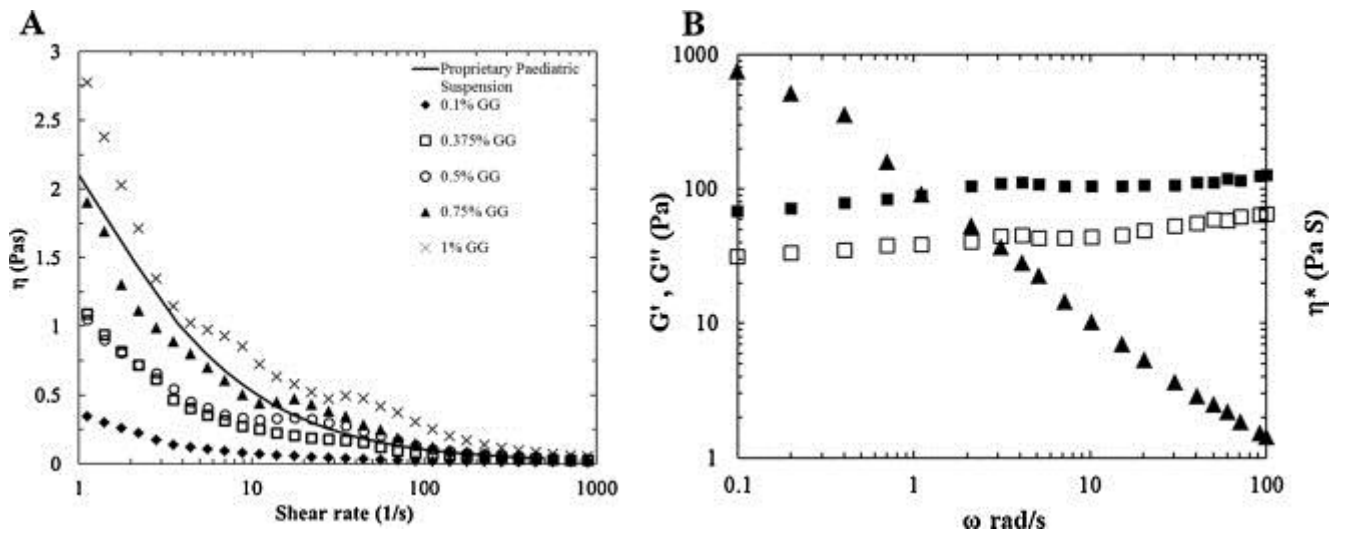 A
3
2.5
2
1.5
1
0.5
0
η (Pas)
1
10
100
1000
Shear rate (1/s)
Proprietary Paediatric
Suspension
0.1% GG
0.375% GG
0.5% GG
0.75% GG
1% GG
B
1000
100
10
1
G' , G'' (Pa)
0.1
1
10
100
ω rad/s
η* (Pa S)